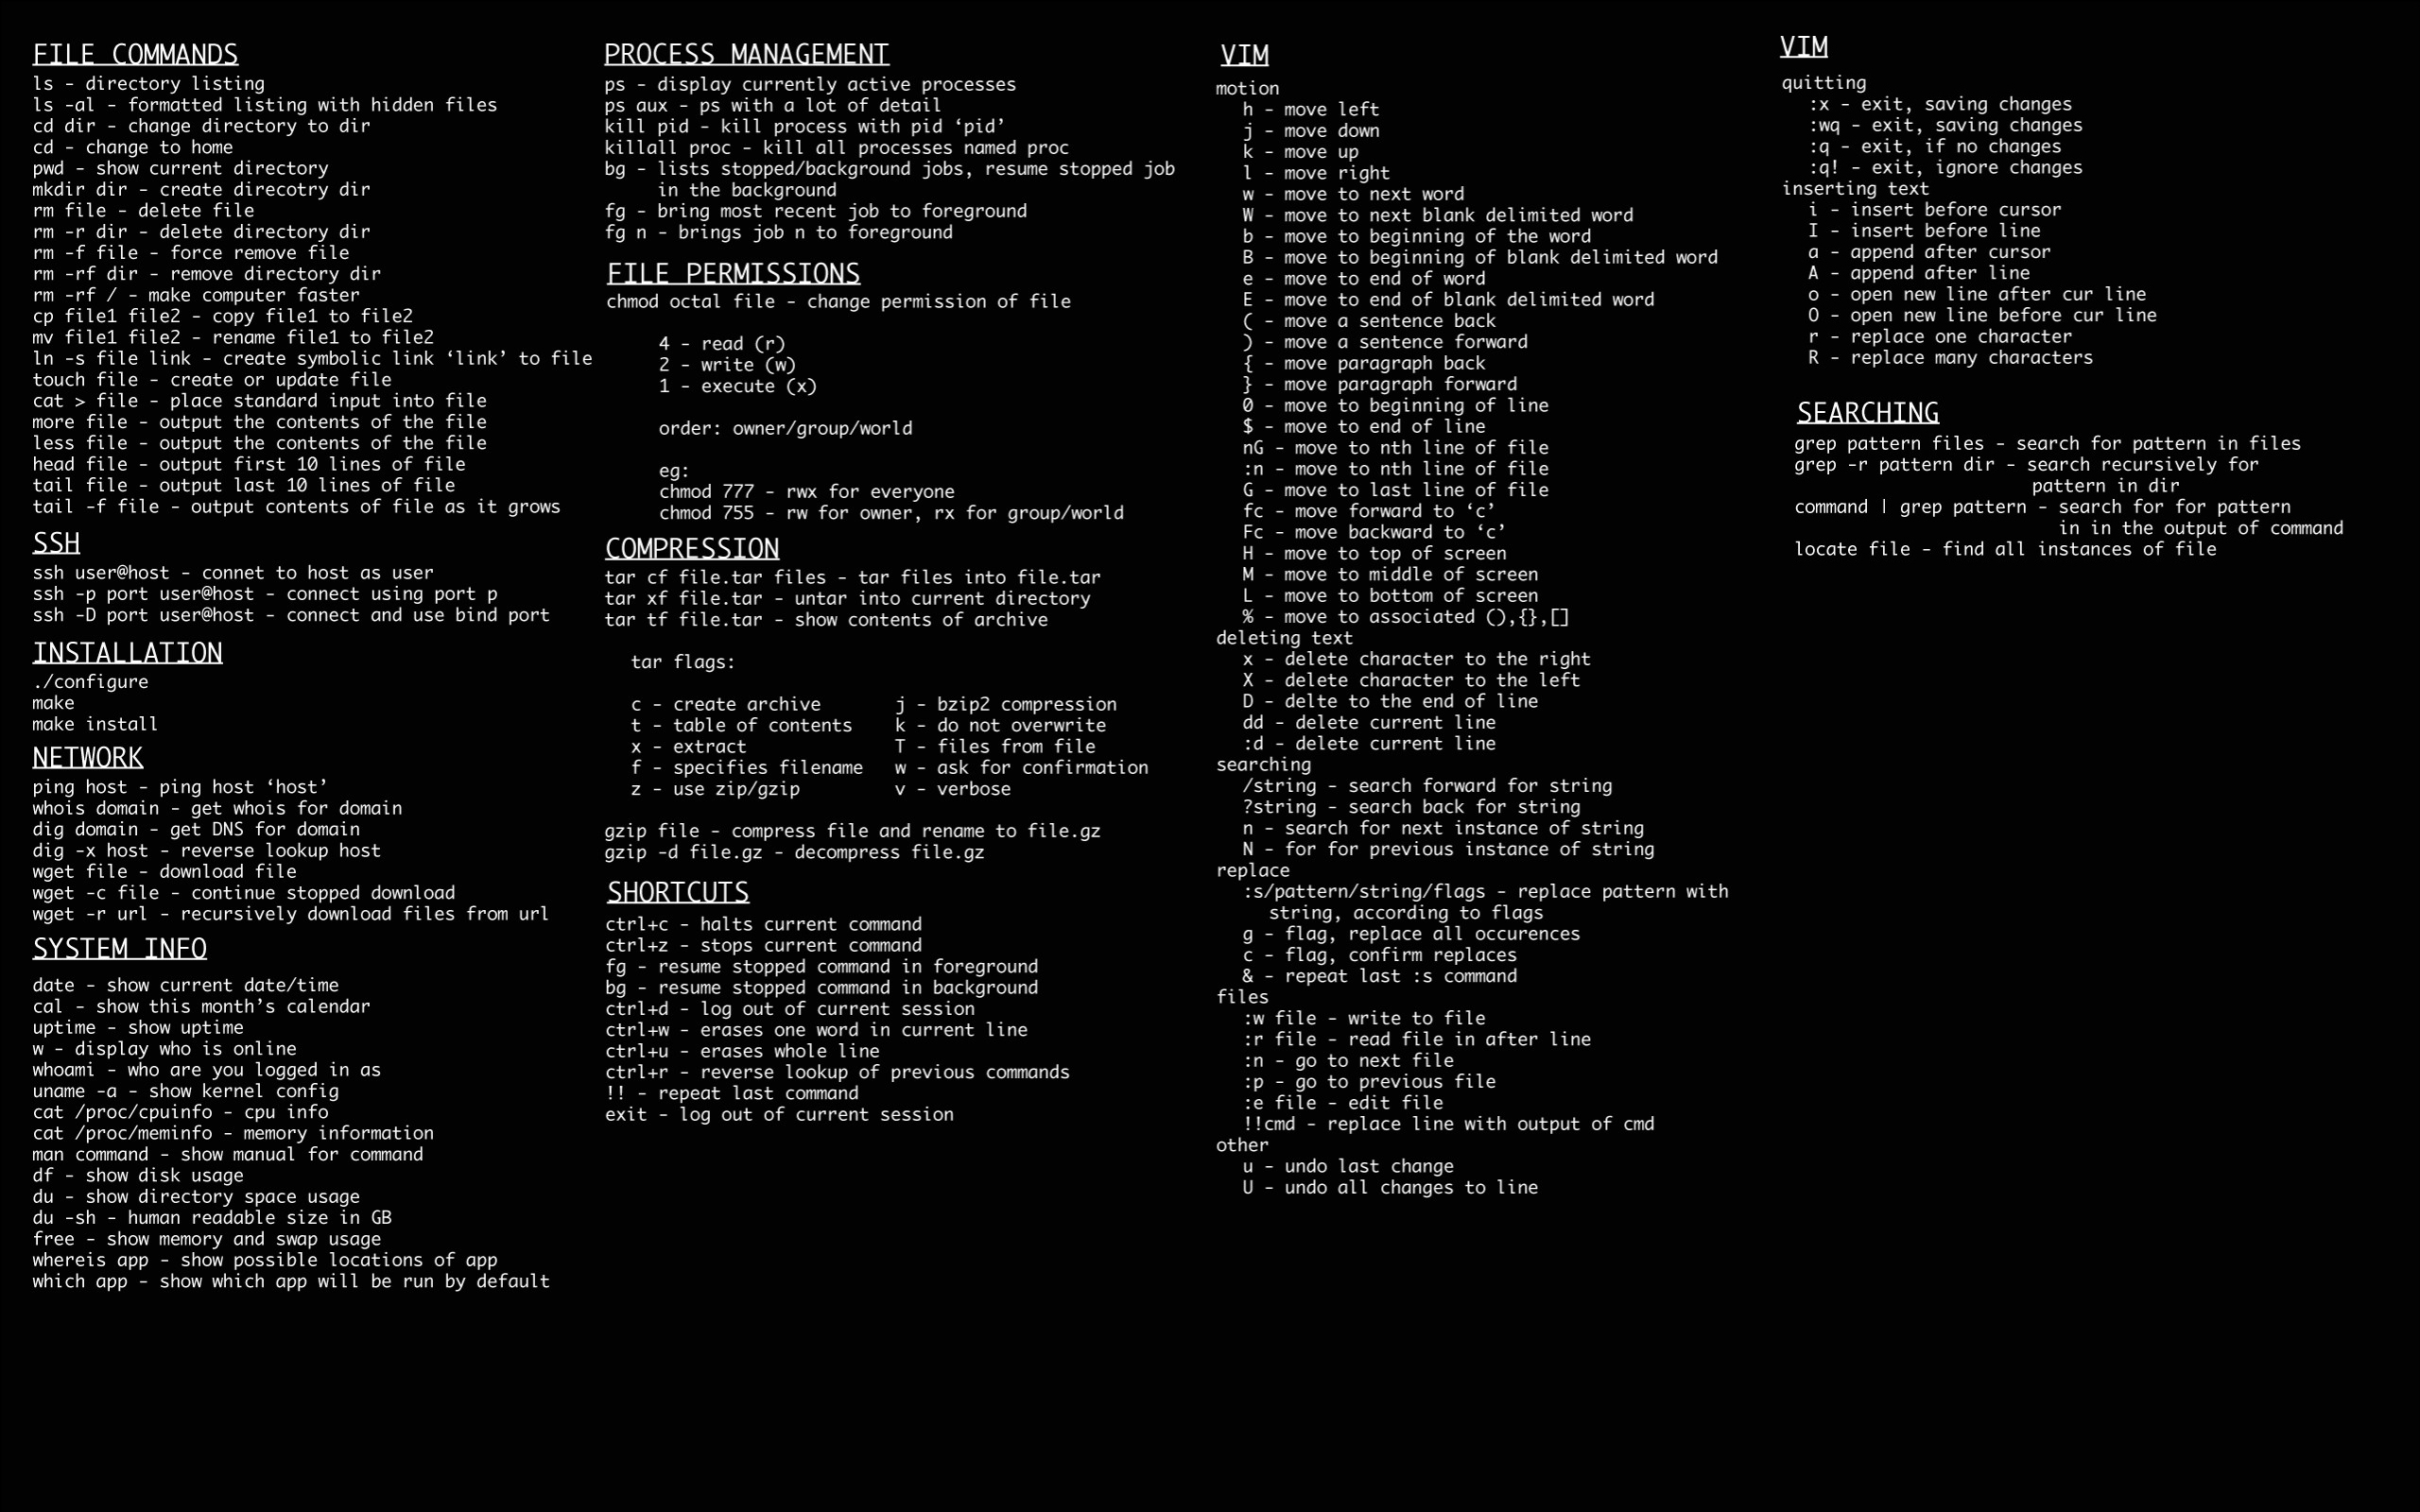 FILE COMMANDS
ls - directory listing
ls -al - formatted listing with hidden files
cd dir - change directory to dir
cd - change to home
pwd - show current directory
mkdir dir - create direcotry dir
rm file - delete file
rm -r dir - delete directory dir
rm -f file - force remove file
rm -rf dir - remove directory dir
rm -rf / - make computer faster
cp file1 file2 - copy file1 to file2
mv file1 file2 - rename file1 to file2
ln -s file link - create symbolic link ‘link’ to file
touch file - create or update file
cat > file - place standard input into file
more file - output the contents of the file
less file - output the contents of the file
head file - output first 10 lines of file
tail file - output last 10 lines of file
tail -f file - output contents of file as it grows
SSH
ssh user@host - connet to host as user
ssh -p port user@host - connect using port p
ssh -D port user@host - connect and use bind port
INSTALLATION
./configure
make
make install
NETWORK
ping host - ping host ‘host’
whois domain - get whois for domain
dig domain - get DNS for domain
dig -x host - reverse lookup host
wget file - download file
wget -c file - continue stopped download
wget -r url - recursively download files from url
SYSTEM INFO
date - show current date/time
cal - show this month’s calendar
uptime - show uptime
w - display who is online
whoami - who are you logged in as
uname -a - show kernel config
cat /proc/cpuinfo - cpu info
cat /proc/meminfo - memory information
man command - show manual for command
df - show disk usage
du - show directory space usage
du -sh - human readable size in GB
free - show memory and swap usage
whereis app - show possible locations of app
which app - show which app will be run by default
PROCESS MANAGEMENT
ps - display currently active processes
ps aux - ps with a lot of detail
kill pid - kill process with pid ‘pid’
killall proc - kill all processes named proc
bg - lists stopped/background jobs, resume stopped job
in the background
fg - bring most recent job to foreground
fg n - brings job n to foreground
FILE PERMISSIONS
chmod octal file - change permission of file
4 - read (r)
2 - write (w)
1 - execute (x)
order: owner/group/world
eg:
chmod 777 - rwx for everyone
chmod 755 - rw for owner, rx for group/world
COMPRESSION
tar cf file.tar files - tar files into file.tar
tar xf file.tar - untar into current directory
tar tf file.tar - show contents of archive
tar flags:
c - create archive j - bzip2 compression
t - table of contents k - do not overwrite
x - extract T - files from file
f - specifies filename w - ask for confirmation
z - use zip/gzip v - verbose
gzip file - compress file and rename to file.gz
gzip -d file.gz - decompress file.gz
SHORTCUTS
ctrl+c - halts current command
ctrl+z - stops current command
fg - resume stopped command in foreground
bg - resume stopped command in background
ctrl+d - log out of current session
ctrl+w - erases one word in current line
ctrl+u - erases whole line
ctrl+r - reverse lookup of previous commands
!! - repeat last command
exit - log out of current session
VIM
motion
h - move left
j - move down
k - move up
l - move right
w - move to next word
W - move to next blank delimited word
b - move to beginning of the word
B - move to beginning of blank delimited word
e - move to end of word
E - move to end of blank delimited word
( - move a sentence back
) - move a sentence forward
{ - move paragraph back
} - move paragraph forward
0 - move to beginning of line
$ - move to end of line
nG - move to nth line of file
:n - move to nth line of file
G - move to last line of file
fc - move forward to ‘c’
Fc - move backward to ‘c’
H - move to top of screen
M - move to middle of screen
L - move to bottom of screen
% - move to associated (),{},[]
deleting text
x - delete character to the right
X - delete character to the left
D - delte to the end of line
dd - delete current line
:d - delete current line
searching
/string - search forward for string
?string - search back for string
n - search for next instance of string
N - for for previous instance of string
replace
:s/pattern/string/flags - replace pattern with
string, according to flags
g - flag, replace all occurences
c - flag, confirm replaces
& - repeat last :s command
files
:w file - write to file
:r file - read file in after line
:n - go to next file
:p - go to previous file
:e file - edit file
!!cmd - replace line with output of cmd
other
u - undo last change
U - undo all changes to line
VIM
quitting
:x - exit, saving changes
:wq - exit, saving changes
:q - exit, if no changes
:q! - exit, ignore changes
inserting text
i - insert before cursor
I - insert before line
a - append after cursor
A - append after line
o - open new line after cur line
O - open new line before cur line
r - replace one character
R - replace many characters
SEARCHING
grep pattern files - search for pattern in files
grep -r pattern dir - search recursively for
pattern in dir
command | grep pattern - search for for pattern
in in the output of command
locate file - find all instances of file